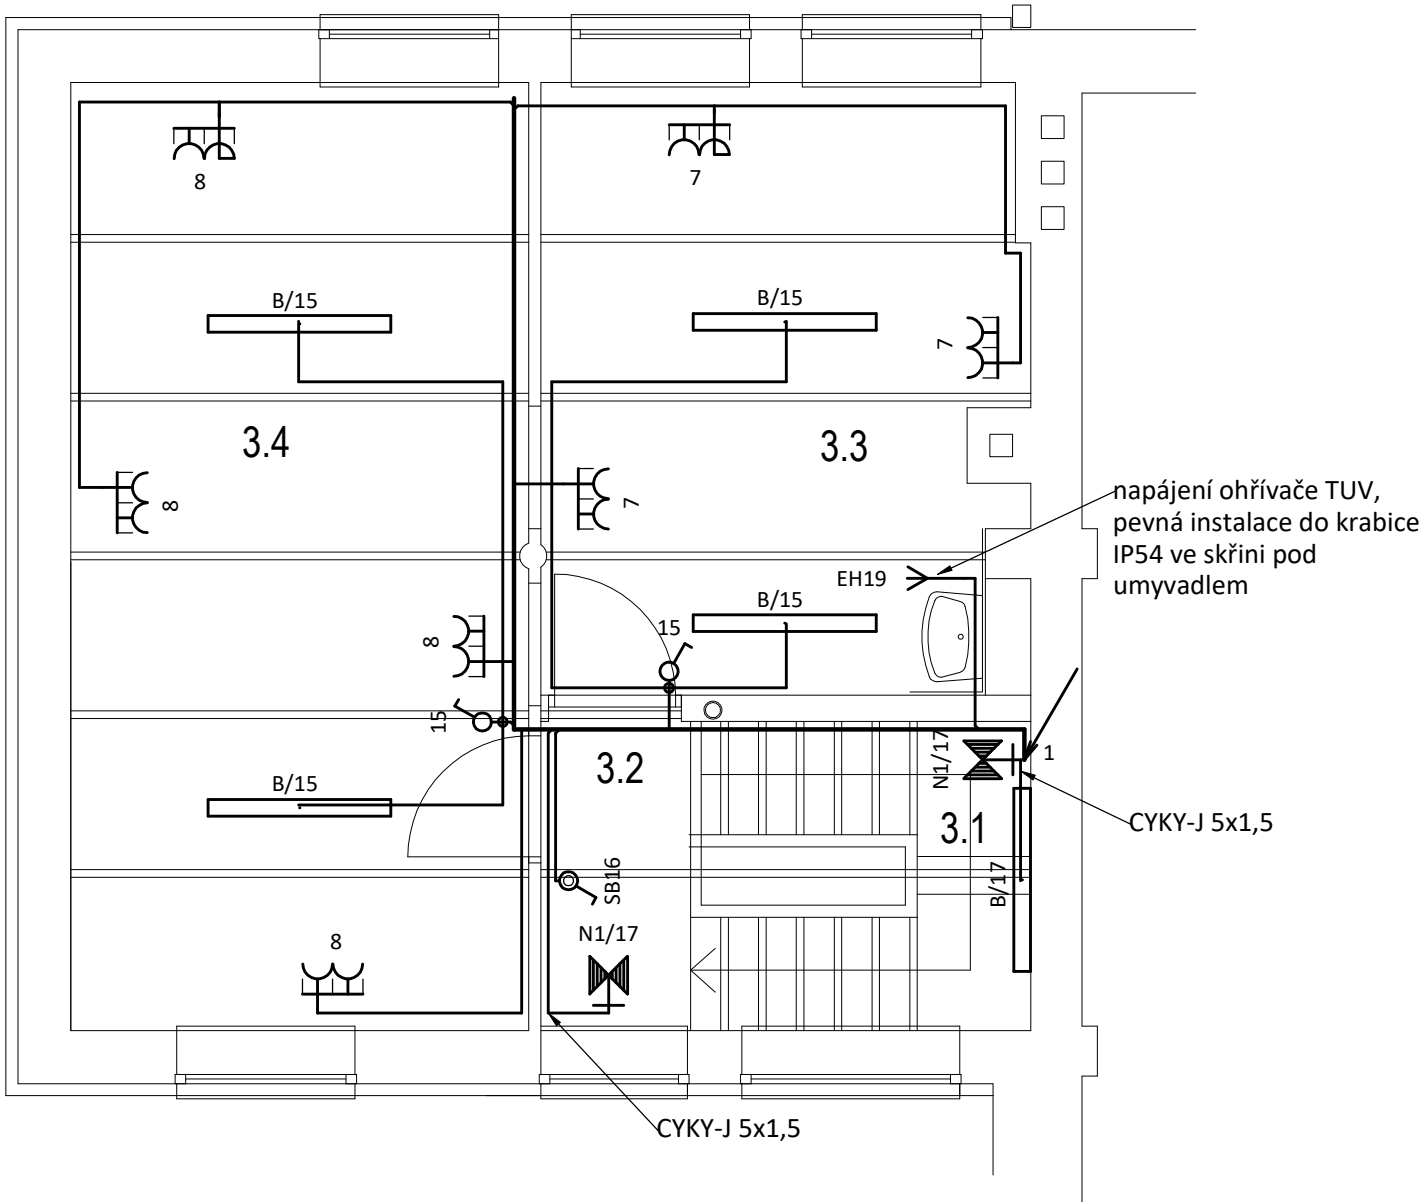 8
7
B/15
B/15
7
3.4
3.3
8
7
napájení ohřívače TUV,
pevná instalace do krabice
IP54 ve skřini pod
umyvadlem
EH19
B/15
15
8
15
3.2
N1/17
1
B/15
3.1
CYKY-J 5x1,5
SB16
B/17
N1/17
8
CYKY-J 5x1,5